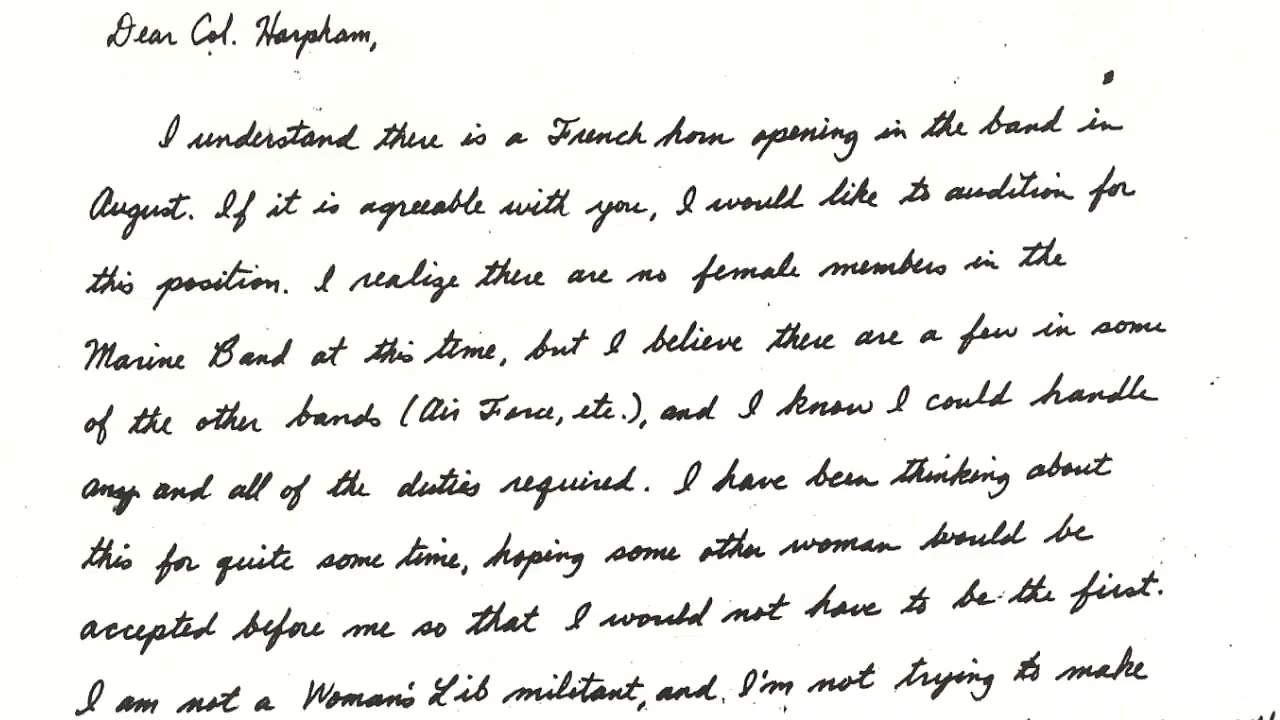 Dear Col. Harpham,
I understand there is a French horn opening in the band in
August. If it is agreeable with you, I would like to audition for
this position. I realize there are no female members in the
Marine Band at this time, but I believe there are a few in some
of the other bands (Air Force, etc.), and I know I could handle
any and all of the duties required. I have been thinking about
this for quite some time, hoping some other woman would be
accepted before me so that I would not have to be the first.
I am not a Woman's Lib militant, and I'm not trying to make